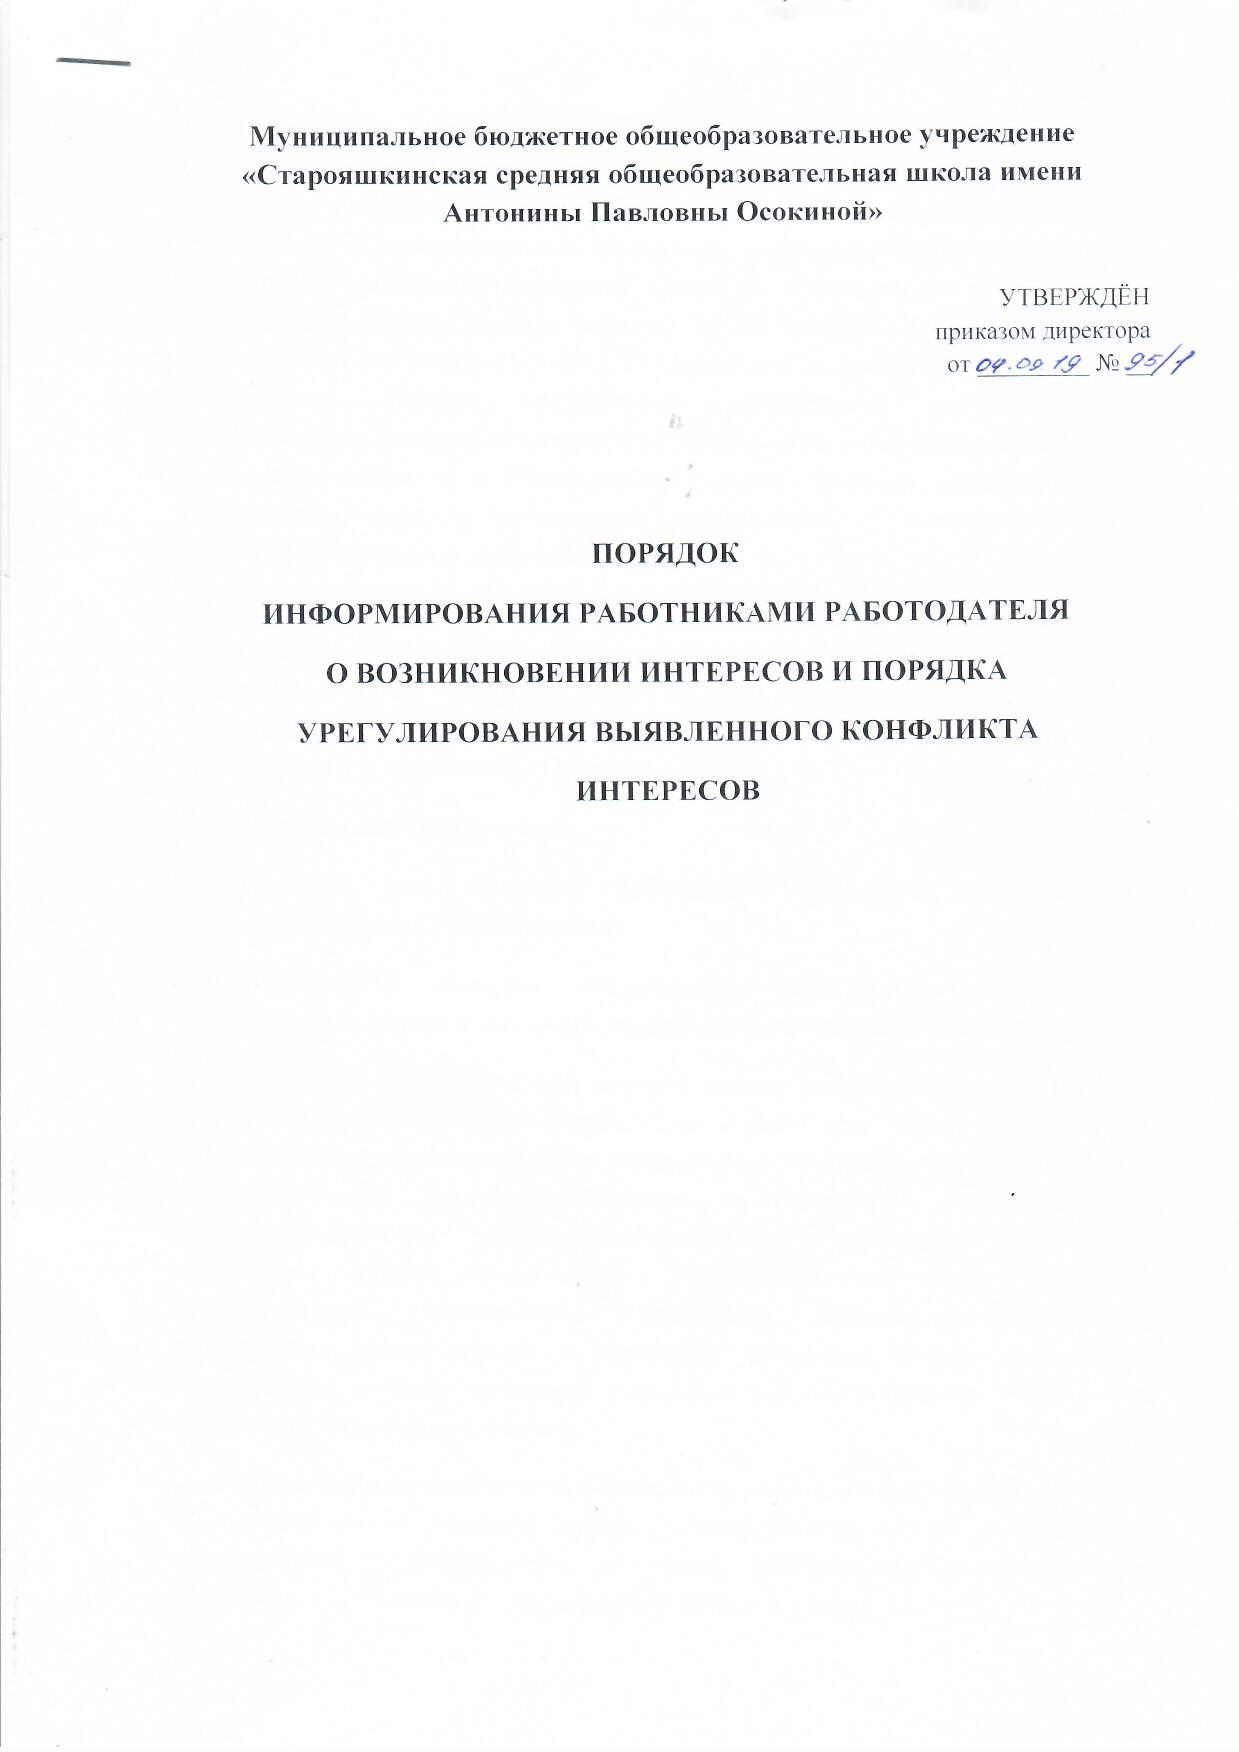 Муниципальное бюджетное общеобразовательное учреждение
«Старояшкинская средняя общеобразовательная школа имени
Антонины Павловны Осокиной»
УТВЕРЖДЁН
приказом директора
от 04.09.19 № 95/1
ПОРЯДОК
ИНФОРМИРОВАНИЯ РАБОТНИКАМИ РАБОТОДАТЕЛЯ
О ВОЗНИКНОВЕНИИ ИНТЕРЕСОВ И ПОРЯДКА
УРЕГУЛИРОВАНИЯ ВЫЯВЛЕННОГО КОНФЛИКТА
ИНТЕРЕСОВ